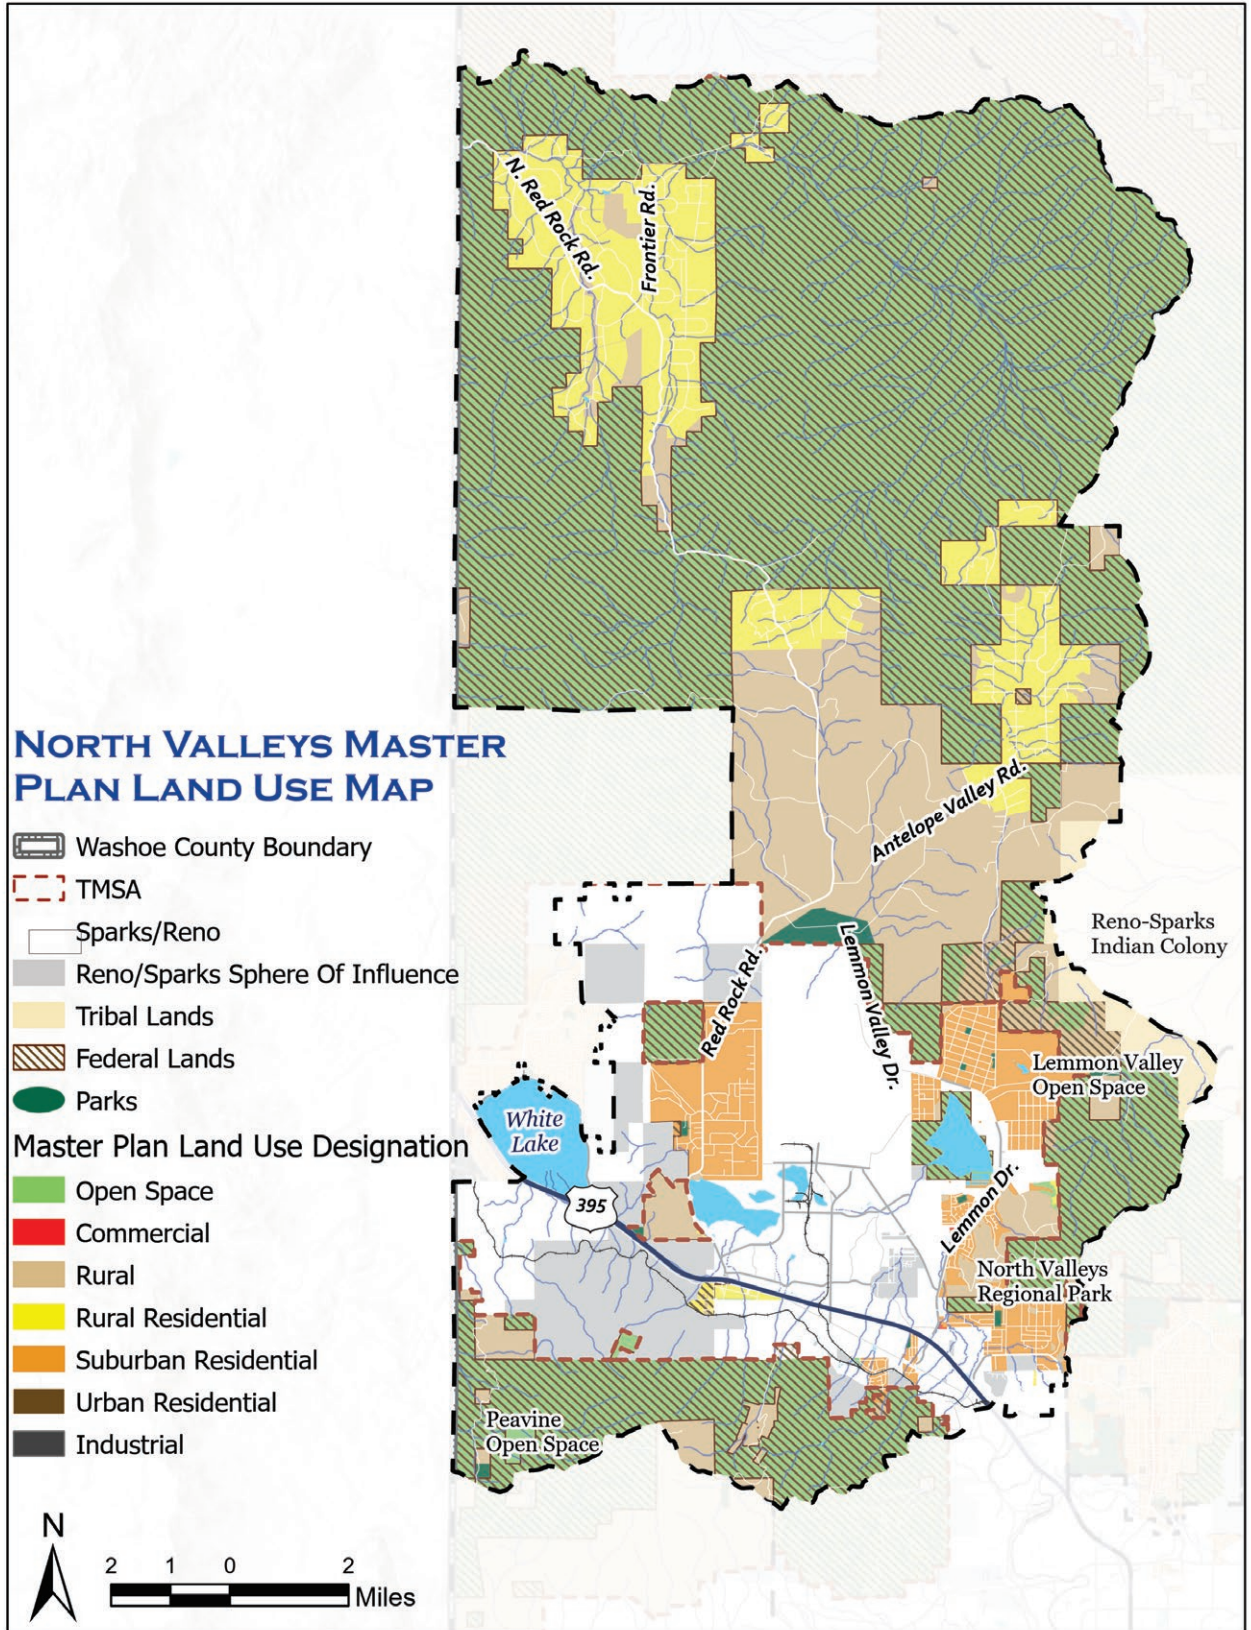 N. Red Rock Rd.
Frontier Rd.
NORTH VALLEYS MASTER
PLAN LAND USE MAP
Antelope Valley Rd.
Washoe County Boundary
TMSA
Sparks/Reno
Reno/Sparks Sphere Of Influence
Tribal Lands
Federal Lands
Parks
Master Plan Land Use Designation
Open Space
Commercial
Rural
Rural Residential
Suburban Residential
Urban Residential
Industrial
Reno-Sparks
Indian Colony
Red Rock Rd.
Lemmon Valley Dr.
Lemmon Valley
Open Space
White
Lake
395
Lemmon Dr.
North Valleys
Regional Park
Peavine
Open Space
N
2 1 0 2
Miles